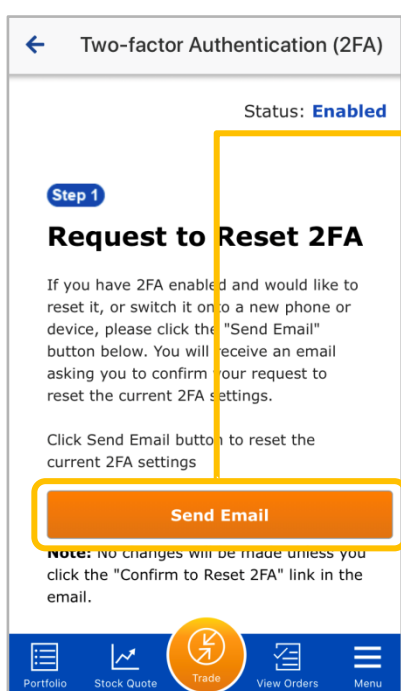 Two-factor Authentication (2FA)
Status: Enabled
Step 1
Request to Reset 2FA
If you have 2FA enabled and would like to
reset it, or switch it onto a new phone or
device, please click the "Send Email"
button below. You will receive an email
asking you to confirm your request to
reset the current 2FA settings.
Click Send Email button to reset the
current 2FA settings
Send Email
Note: No changes will be made unless you
click the "Confirm to Reset 2FA" link in the
email.
Portfolio
Stock Quote
Trade
View Orders
Menu